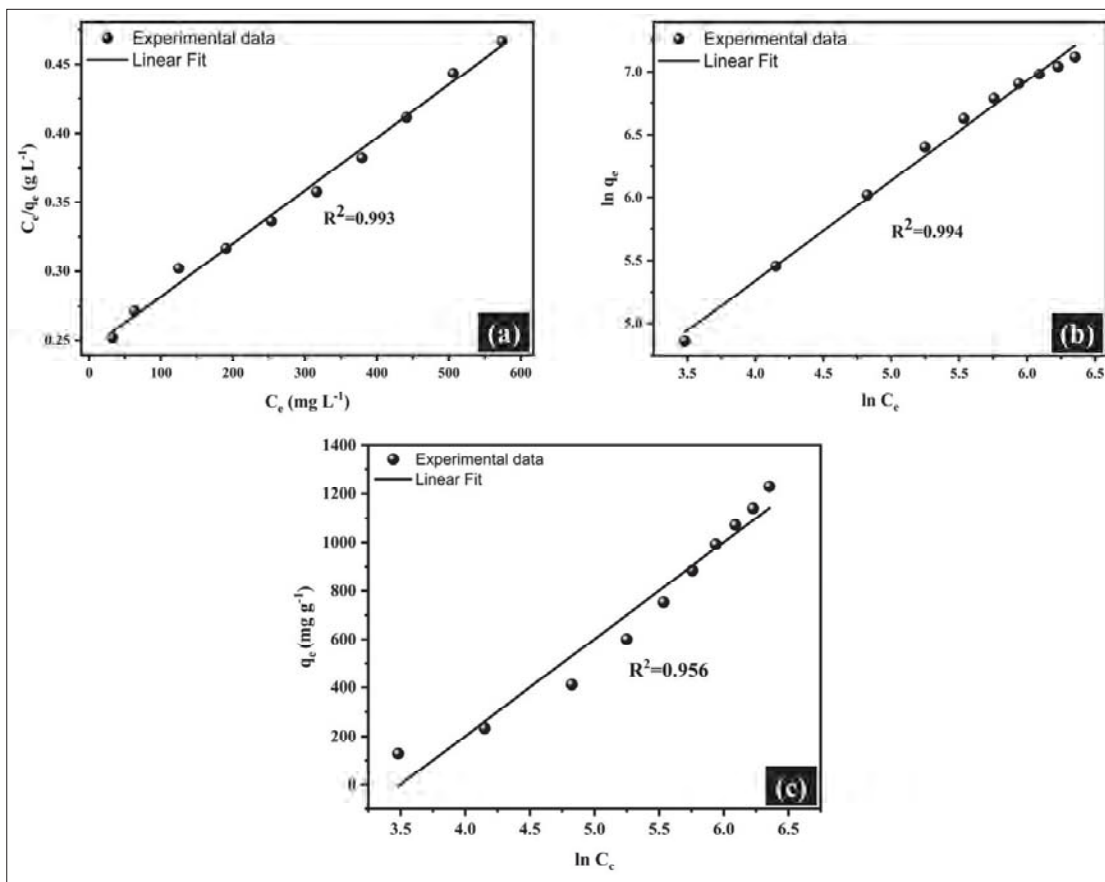 Experimental data
Linear Fit
C_e/q_e (g L⁻¹)
0.45
0.40
0.35
0.30
0.25
R²=0.993
(a)
0 100 200 300 400 500 600
C_e (mg L⁻¹)
Experimental data
Linear Fit
ln q_e
7.0
6.5
6.0
5.5
5.0
R²=0.994
(b)
3.5 4.0 4.5 5.0 5.5 6.0 6.5
ln C_e
1400
Experimental data
Linear Fit
1200
1000
800
600
400
200
0
q_e (mg g⁻¹)
R²=0.956
(c)
3.5 4.0 4.5 5.0 5.5 6.0 6.5
ln C_e